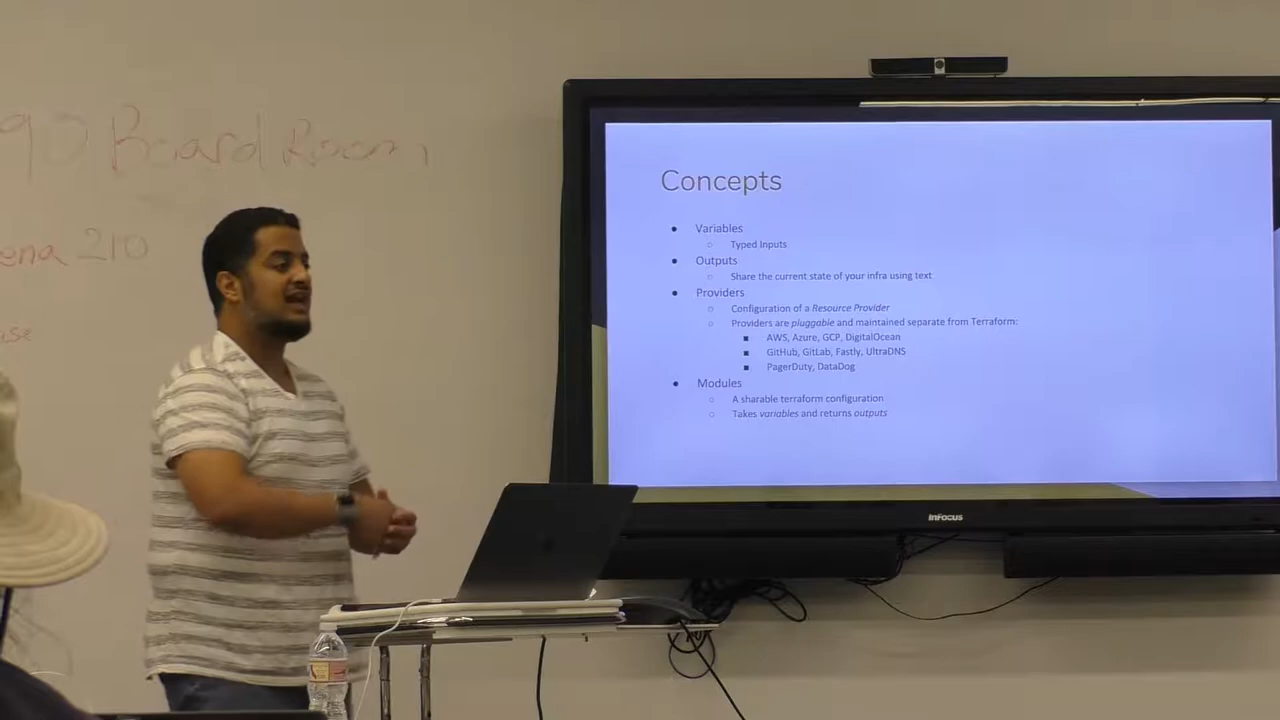 90 Board Room
ena 210
ise
Concepts
Variables
Typed Inputs
Outputs
Share the current state of your infra using text
Providers
Configuration of a Resource Provider
Providers are pluggable and maintained separate from Terraform:
AWS, Azure, GCP, DigitalOcean
GitHub, GitLab, Fastly, UltraDNS
PagerDuty, DataDog
Modules
A sharable terraform configuration
Takes variables and returns outputs
InFocus